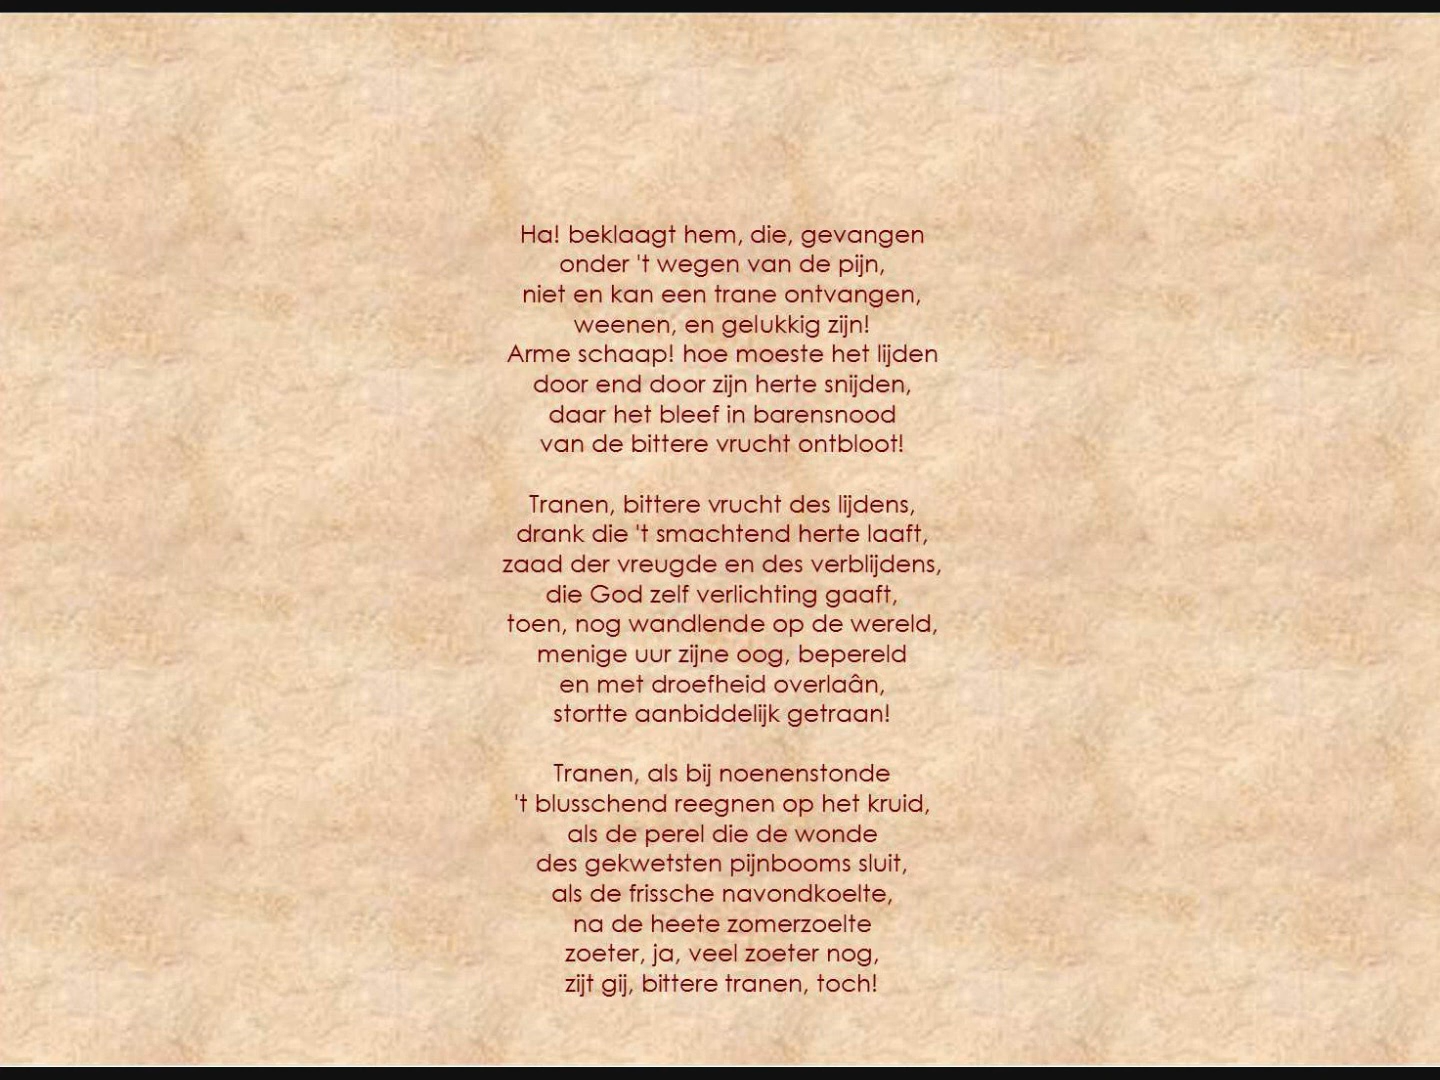 Ha! beklaagt hem, die, gevangen
onder 't wegen van de pijn,
niet en kan een trane ontvangen,
weenen, en gelukkig zijn!
Arme schaap! hoe moeste het lijden
door end door zijn herte snijden,
daar het bleef in barensnood
van de bittere vrucht ontbloot!
Tranen, bittere vrucht des lijdens,
drank die 't smachtend herte laaft,
zaad der vreugde en des verblijdens,
die God zelf verlichting gaaft,
toen, nog wandlende op de wereld,
menige uur zijne oog, bepereld
en met droefheid overlaân,
stortte aanbiddelijk getraan!
Tranen, als bij noenenstonde
't blusschend reegnen op het kruid,
als de perel die de wonde
des gekwetsten pijnbooms sluit,
als de frissche navondkoelte,
na de heete zomerzoelte
zoeter, ja, veel zoeter nog,
zijt gij, bittere tranen, toch!